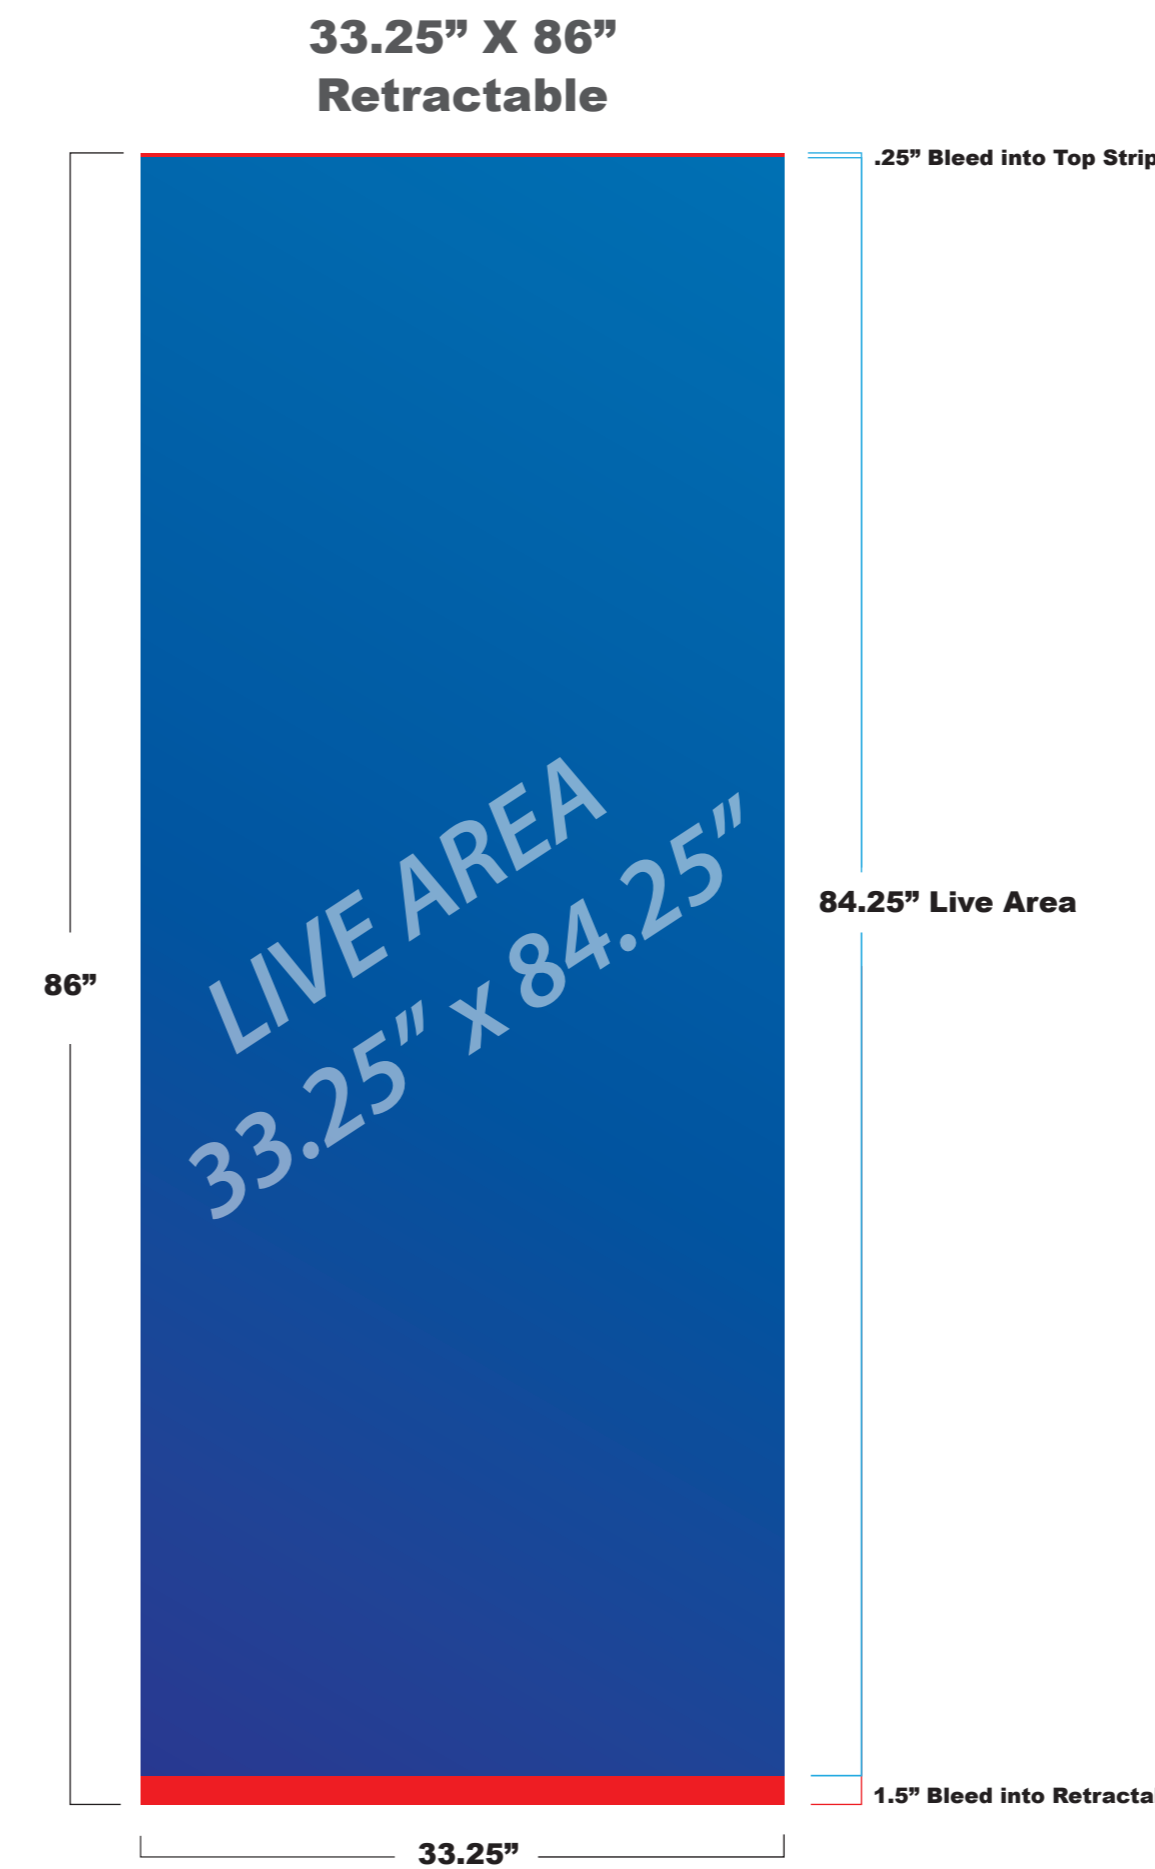 33.25” X 86”
Retractable
.25” Bleed into Top Strip
LIVE AREA
33.25” x 84.25”
84.25” Live Area
86”
1.5” Bleed into
33.25”